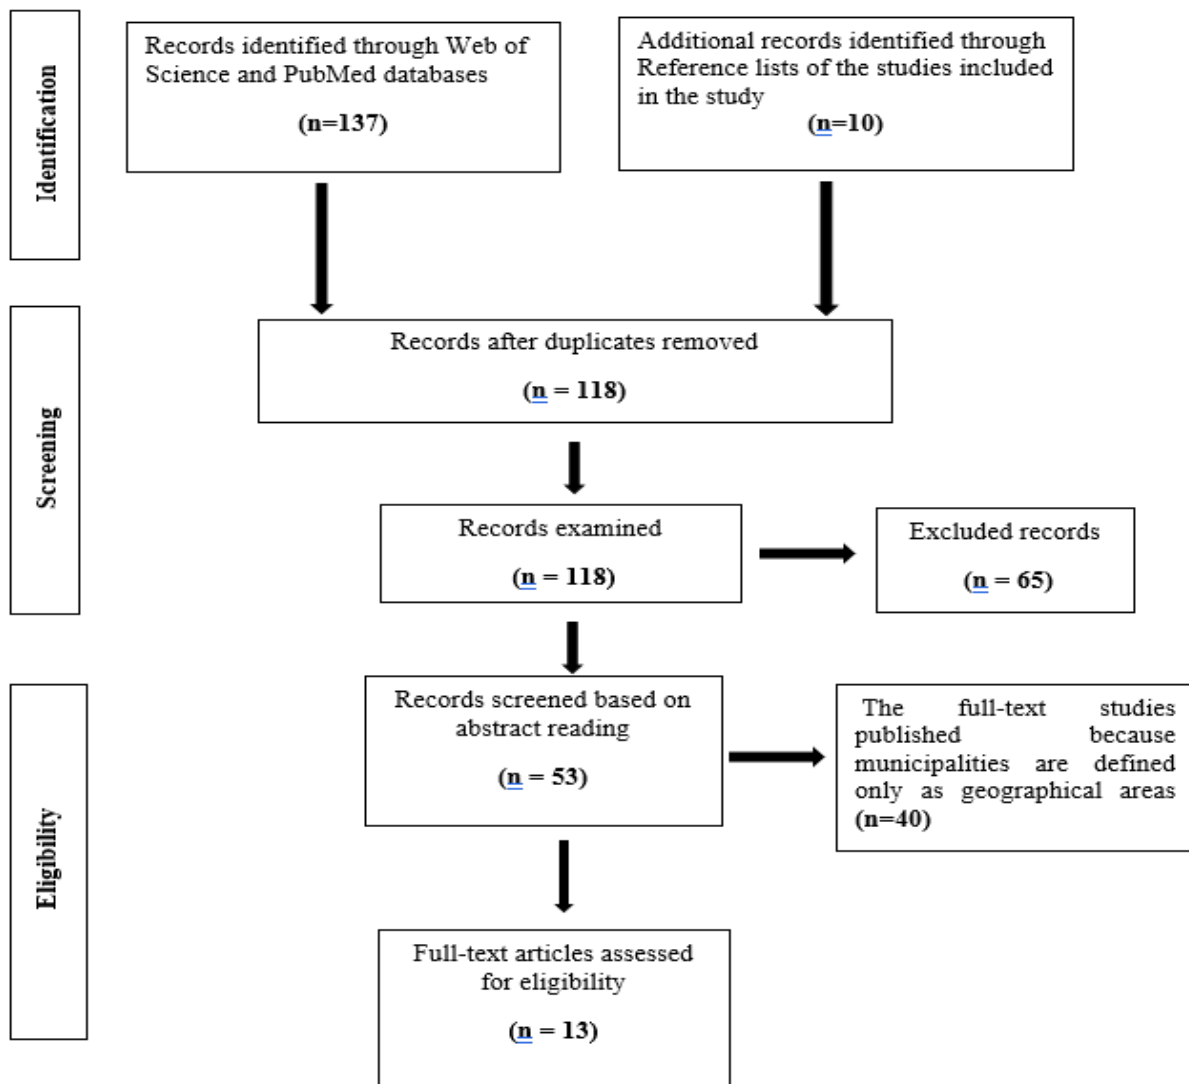 Identification
Records identified through Web of
Science and PubMed databases
(n=137)
Additional records identified through
Reference lists of the studies included
in the study
(n=10)
Screening
Records after duplicates removed
(n = 118)
Records examined
(n = 118)
Excluded records
(n = 65)
Eligibility
Records screened based on
abstract reading
(n = 53)
The full-text studies
published because
municipalities are defined
only as geographical areas
(n=40)
Full-text articles assessed
for eligibility
(n = 13)